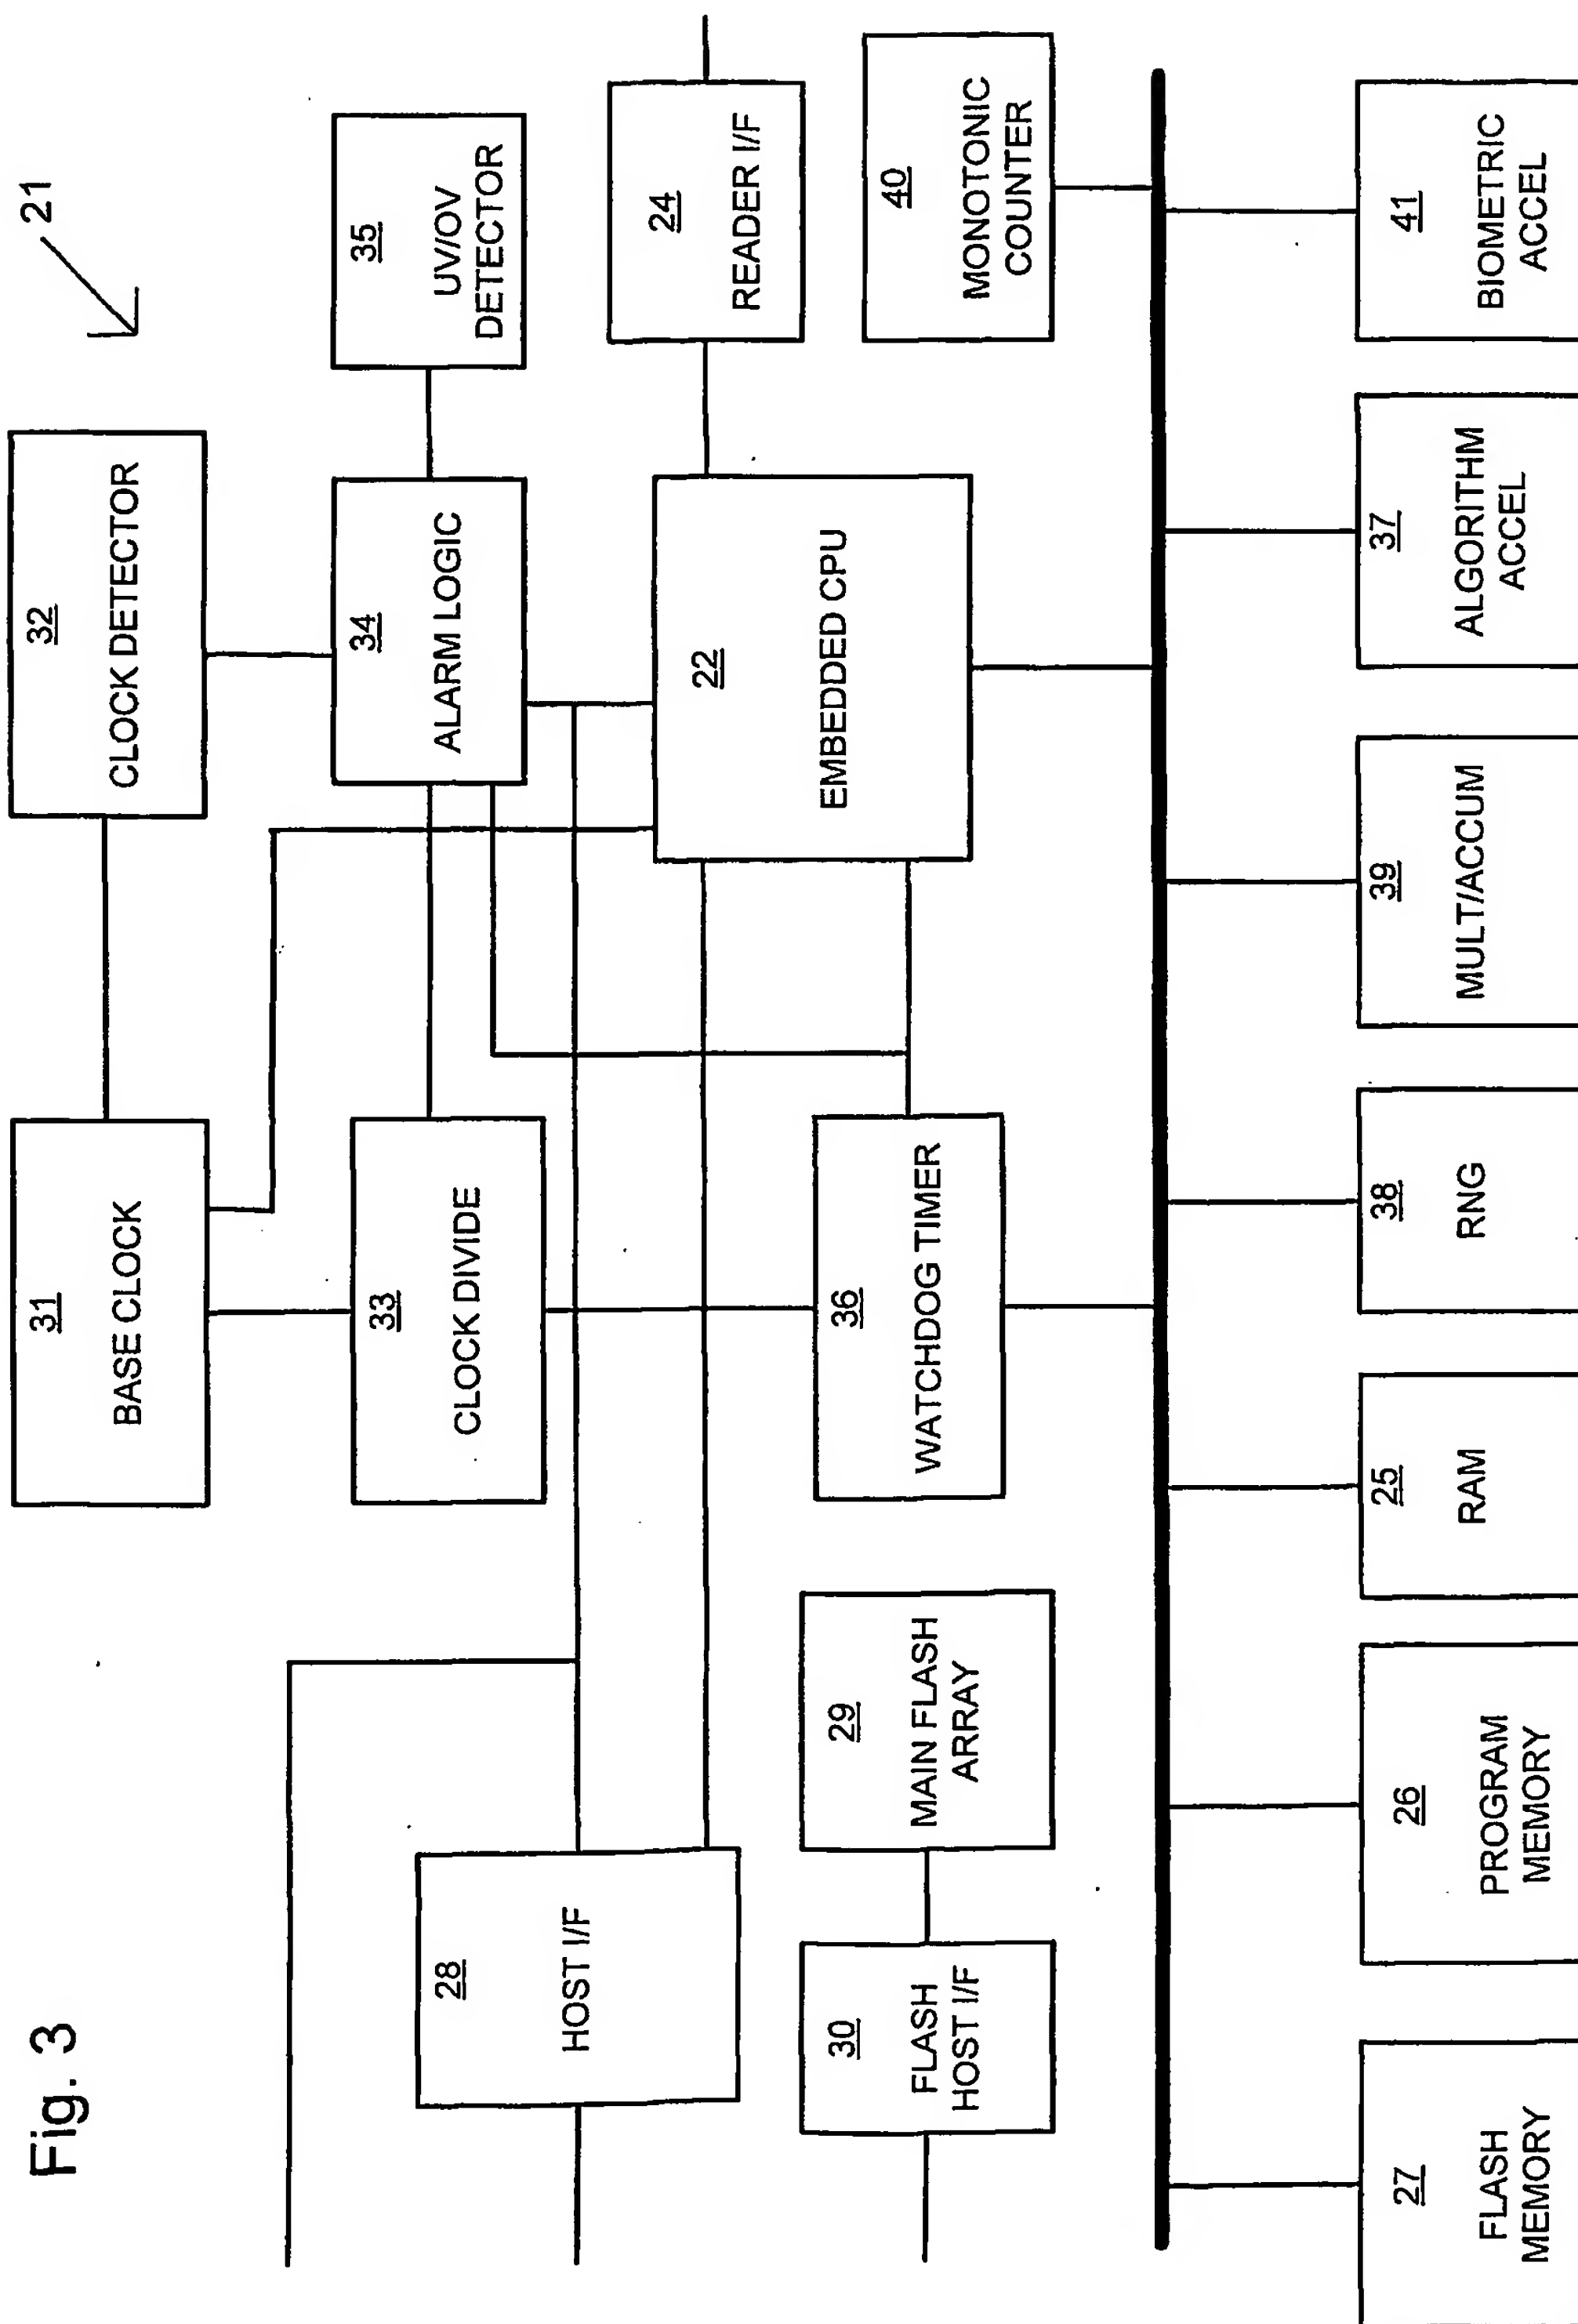 Fig. 3
21
31
BASE CLOCK
32
CLOCK DETECTOR
28
HOST I/F
33
CLOCK DIVIDE
34
ALARM LOGIC
35
UV/OV
DETECTOR
30
FLASH
HOST I/F
29
MAIN FLASH
ARRAY
36
WATCHDOG TIMER
22
EMBEDDED CPU
24
READER I/F
40
MONOTONIC
COUNTER
27
FLASH
MEMORY
26
PROGRAM
MEMORY
25
RAM
38
RNG
39
MULT/ACCUM
37
ALGORITHM
ACCEL
41
BIOMETRIC
ACCEL